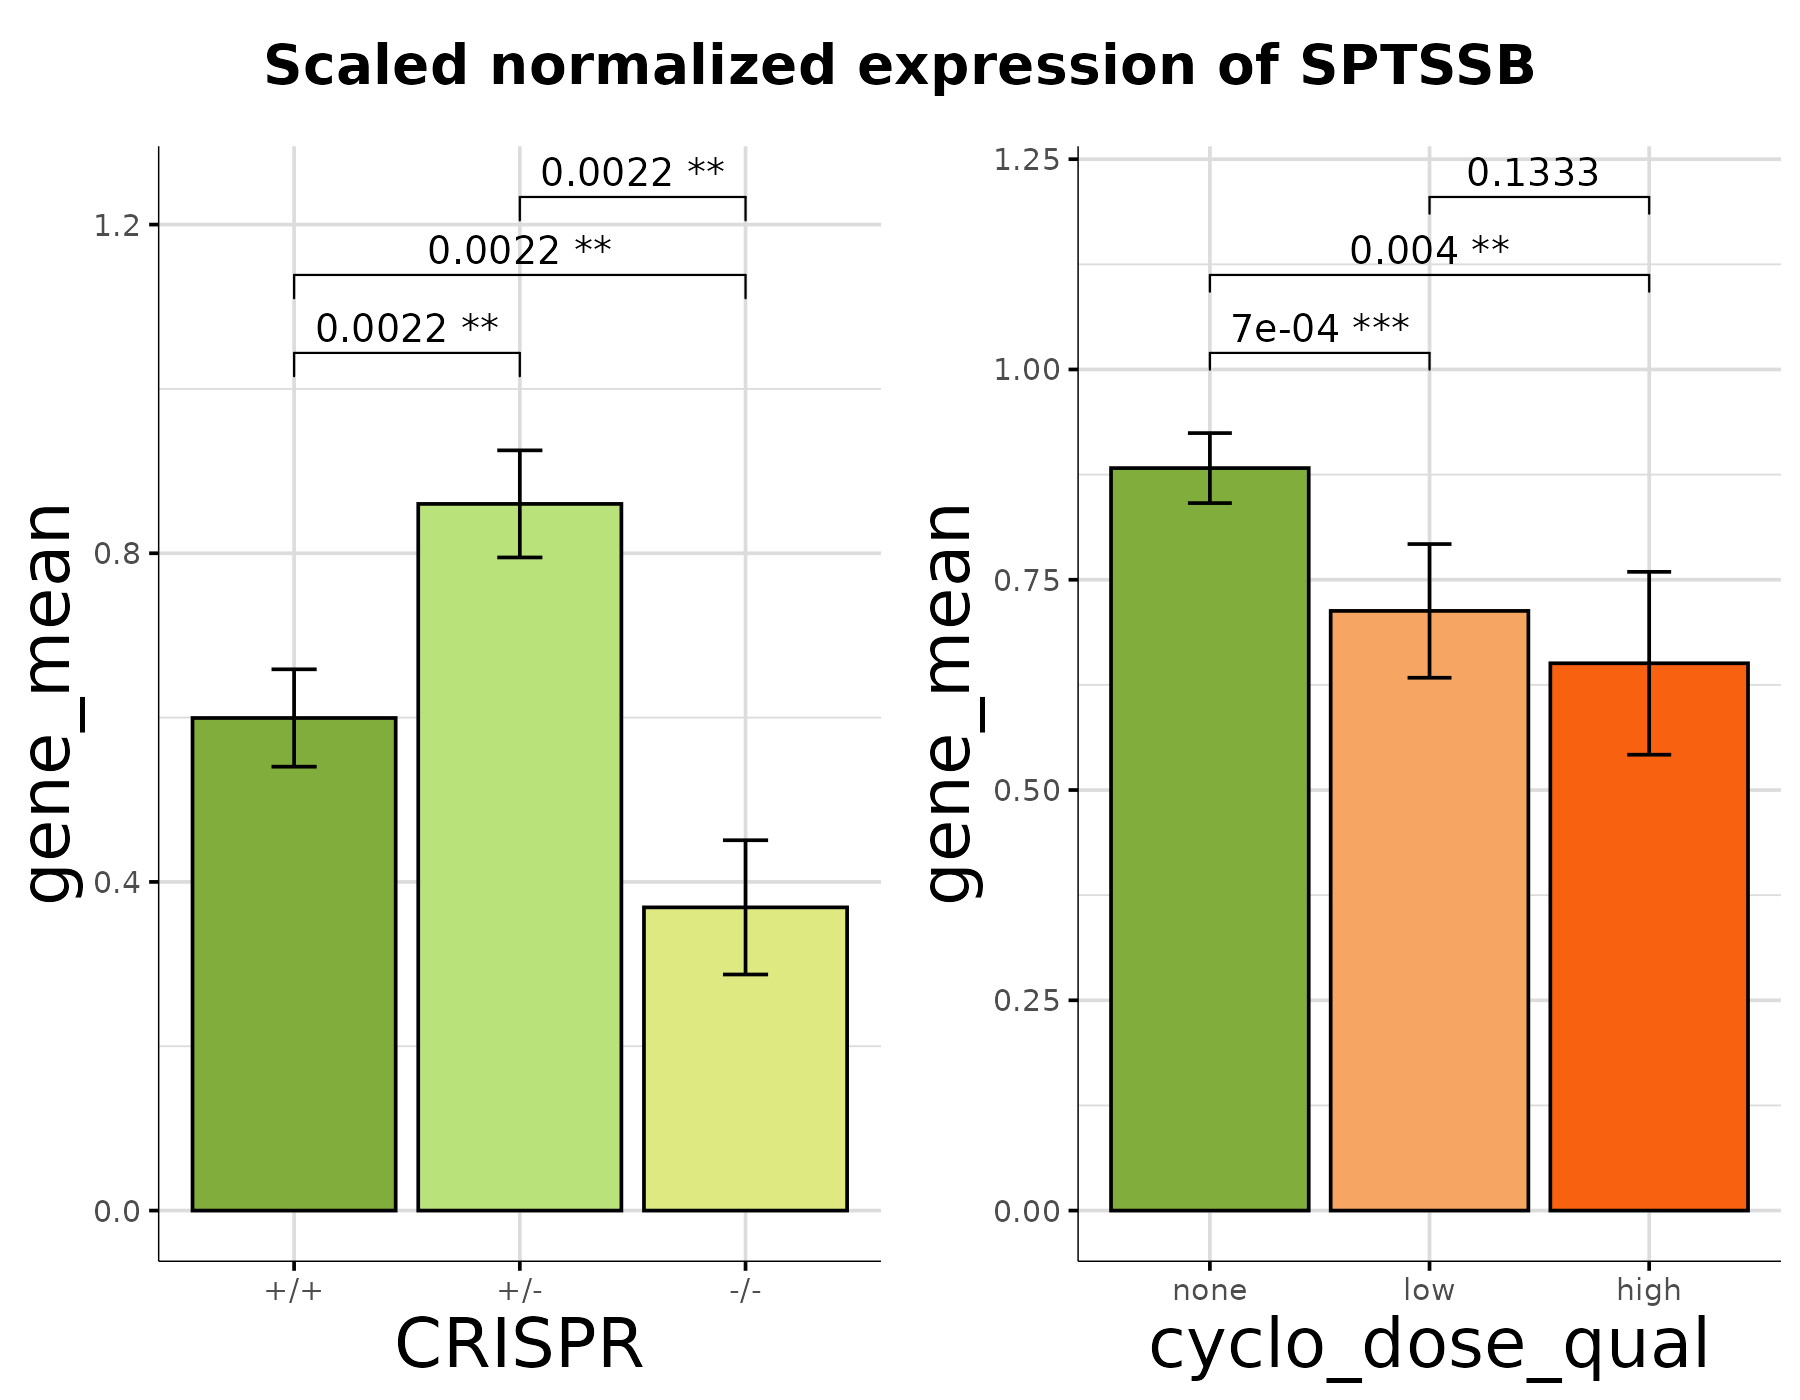 Scaled normalized expression of SPTSSB
gene_mean
1.2
0.8
0.4
0.0
0.0022 **
0.0022 **
0.0022 **
+/+
+/-
-/-
CRISPR
gene_mean
1.25
1.00
0.75
0.50
0.25
0.00
0.1333
0.004 **
7e-04 ***
none
low
high
cyclo_dose_qual